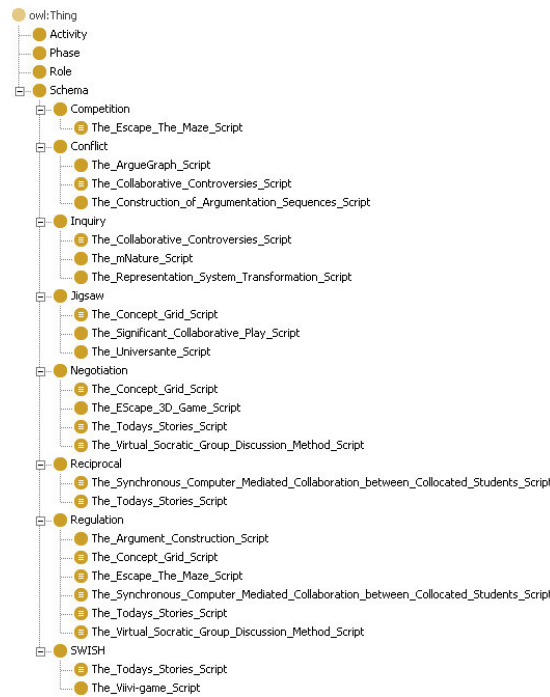 owl:Thing
Activity
Phase
Role
Schema
Competition
The_Escape_The_Maze_Script
Conflict
The_ArgueGraph_Script
The_Collaborative_Controversies_Script
The_Construction_of_Argumentation_Sequences_Script
Inquiry
The_Collaborative_Controversies_Script
The_mNature_Script
The_Representation_System_Transformation_Script
Jigsaw
The_Concept_Grid_Script
The_Significant_Collaborative_Play_Script
The_Universante_Script
Negotiation
The_Concept_Grid_Script
The_EScape_3D_Game_Script
The_Todays_Stories_Script
The_Virtual_Socratic_Group_Discussion_Method_Script
Reciprocal
The_Synchronous_Computer_Mediated_Collaboration_between_Collocated_Students_Script
The_Todays_Stories_Script
Regulation
The_Argument_Construction_Script
The_Concept_Grid_Script
The_Escape_The_Maze_Script
The_Synchronous_Computer_Mediated_Collaboration_between_Collocated_Students_Script
The_Todays_Stories_Script
The_Virtual_Socratic_Group_Discussion_Method_Script
SWISH
The_Todays_Stories_Script
The_Viivi-game_Script